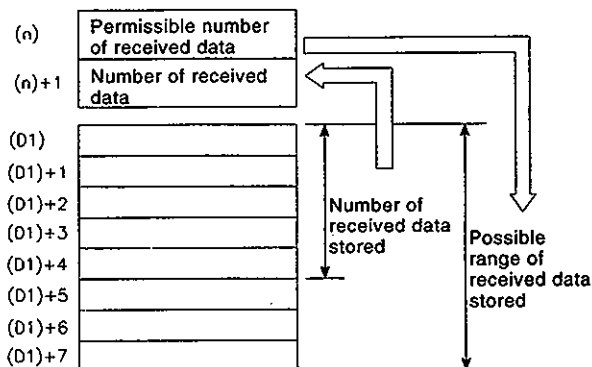 (n)
Permissible number
of received data
(n)+1
Number of received
data
(D1)
(D1)+1
(D1)+2
(D1)+3
(D1)+4
(D1)+5
(D1)+6
(D1)+7
Number of
received data
stored
Possible
range of
received data
stored